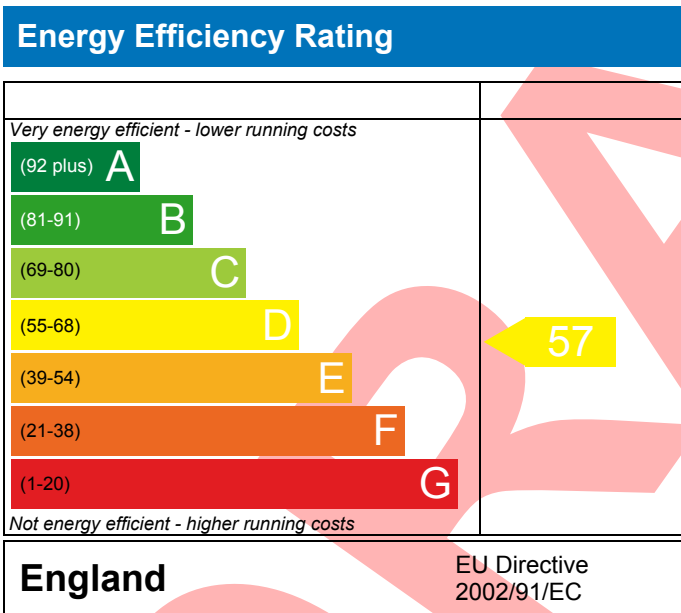 Energy Efficiency Rating
Very energy efficient - lower running costs
(92 plus) A
(81-91) B
(69-80) C
(55-68) D
57
(39-54) E
(21-38) F
(1-20) G
Not energy efficient - higher running costs
England
EU Directive
2002/91/EC